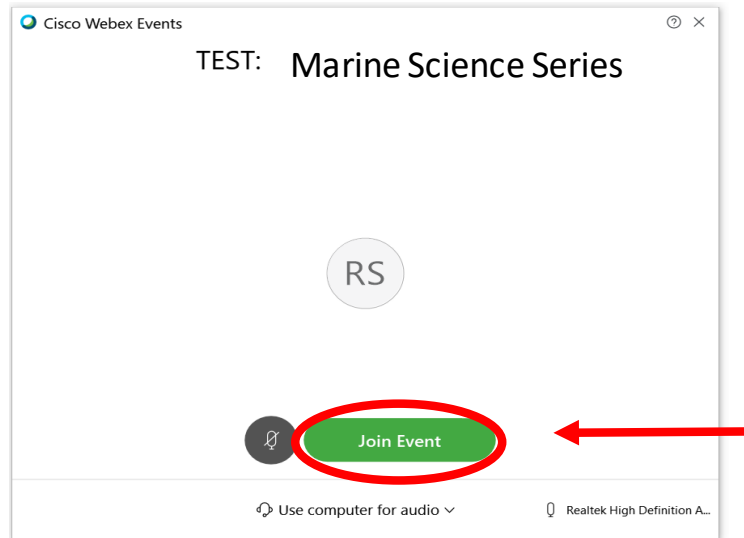 Cisco Webex Events
TEST: Marine Science Series
RS
Join Event
Use computer for audio
Realtek High Definition A...